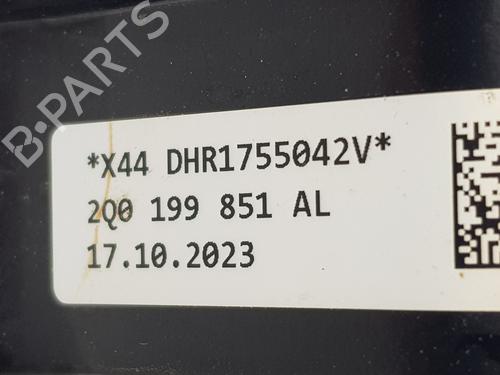 B-PARTS
*X44 DHR1755042V*
2Q0 199 851 AL
17.10.2023